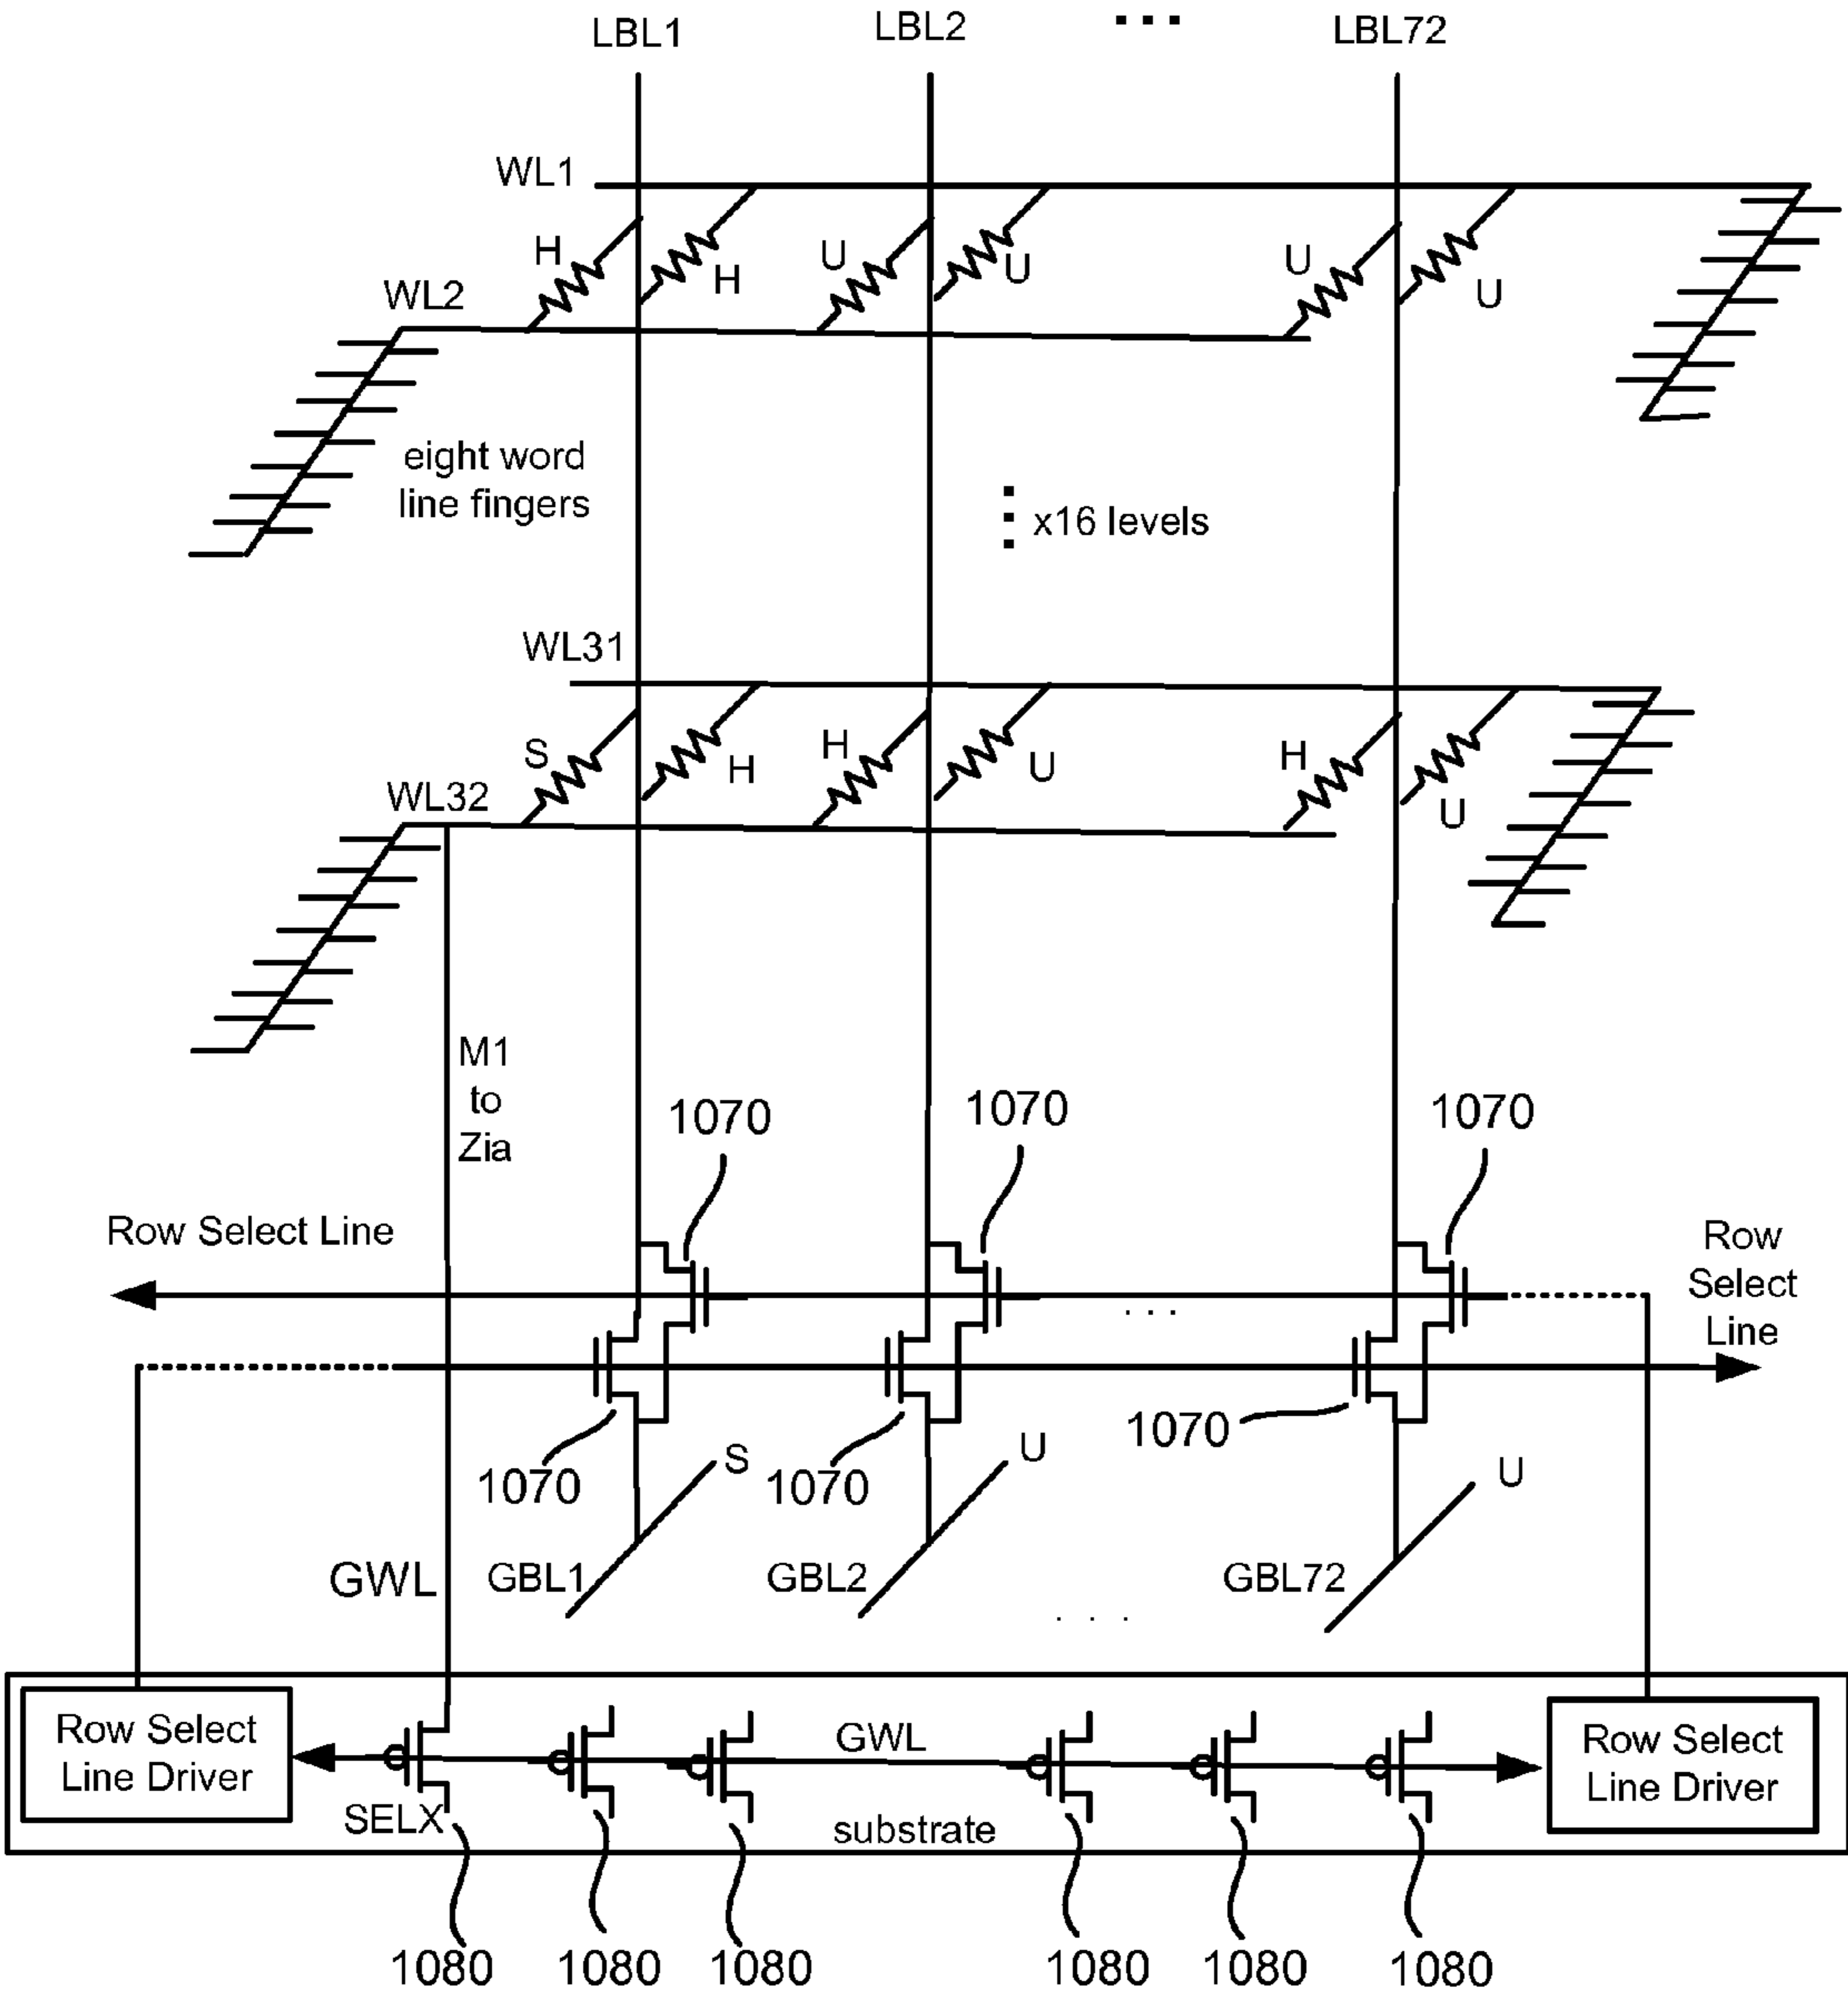 LBL1
LBL2
...
LBL72
WL1
H
H
U
U
U
U
WL2
eight word
line fingers
x16 levels
WL31
S
H
H
U
H
U
WL32
M1
to
Zia
1070
1070
1070
Row Select Line
Row
Select
Line
...
1070
1070
1070
S
U
U
GWL
GBL1
GBL2
GBL72
. . .
Row Select
Line Driver
GWL
Row Select
Line Driver
SELX
substrate
1080
1080
1080
1080
1080
1080